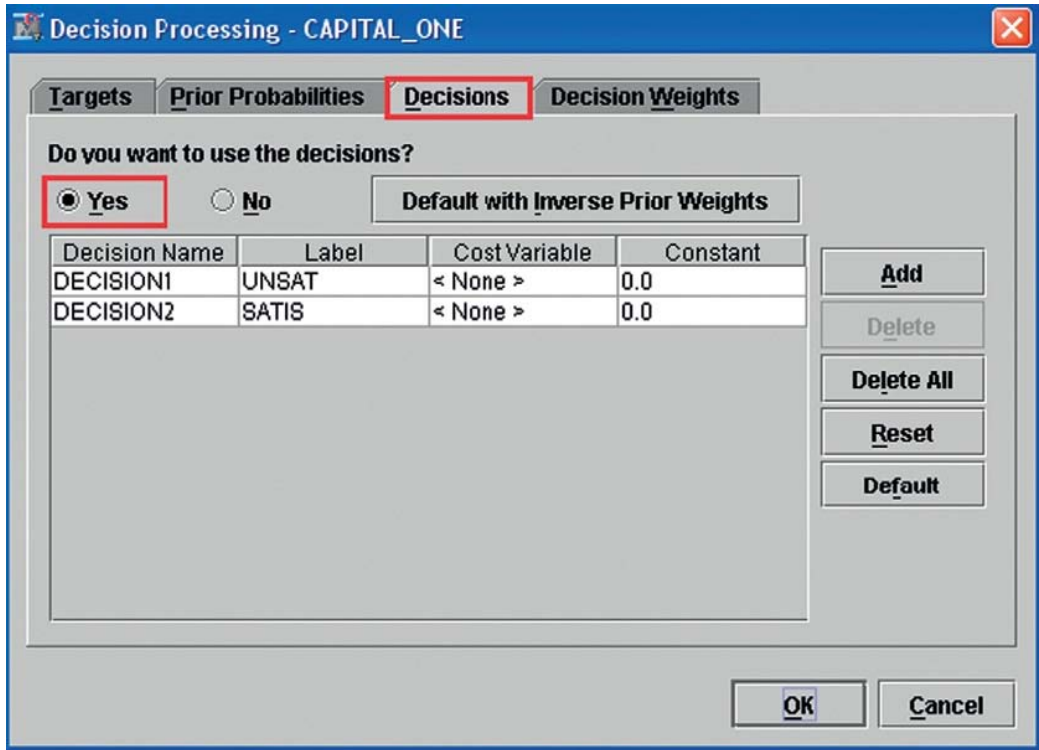 Decision Processing - CAPITAL_ONE
Targets Prior Probabilities Decisions Decision Weights
Do you want to use the decisions?
Yes No Default with Inverse Prior Weights
Decision Name Label Cost Variable Constant
DECISION1 UNSAT < None > 0.0
DECISION2 SATIS < None > 0.0
Add
Delete
Delete All
Reset
Default
OK Cancel